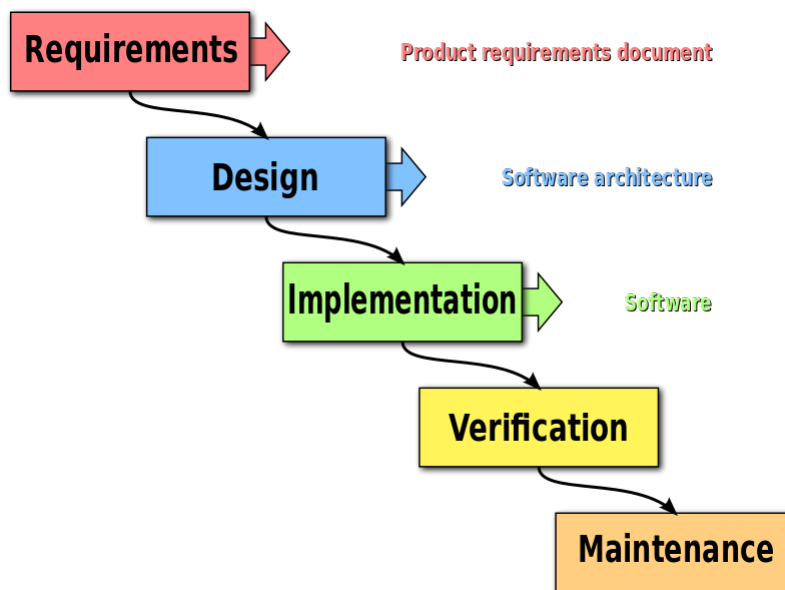 Requirements
Product requirements document
Design
Software architecture
Implementation
Software
Verification
Maintenance